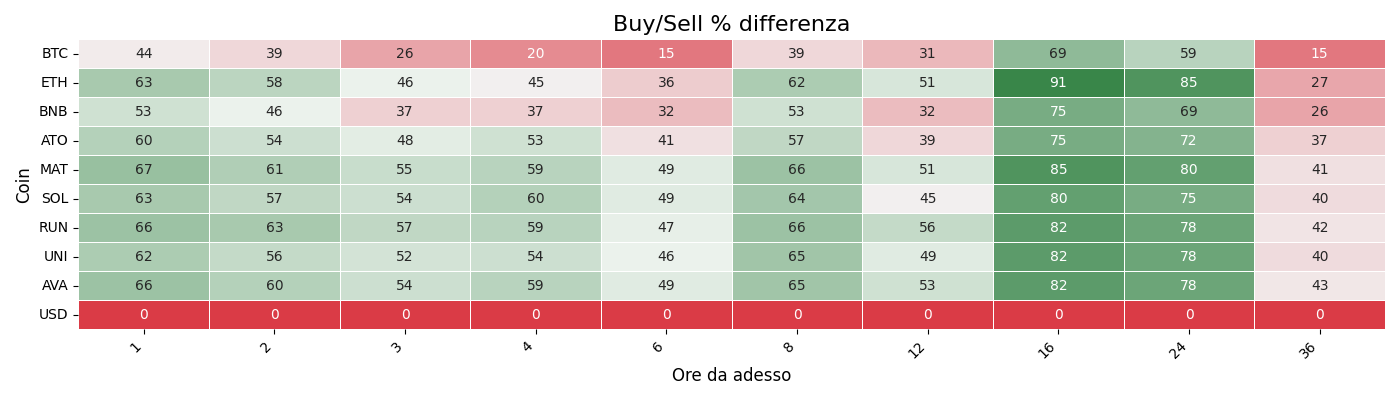 Buy/Sell % differenza
Coin
BTC 44 39 26 20 15 39 31 69 59 15
ETH 63 58 46 45 36 62 51 91 85 27
BNB 53 46 37 37 32 53 32 75 69 26
ATO 60 54 48 53 41 57 39 75 72 37
MAT 67 61 55 59 49 66 51 85 80 41
SOL 63 57 54 60 49 64 45 80 75 40
RUN 66 63 57 59 47 66 56 82 78 42
UNI 62 56 52 54 46 65 49 82 78 40
AVA 66 60 54 59 49 65 53 82 78 43
USD 0 0 0 0 0 0 0 0 0 0
1 2 3 4 6 8 12 16 24 36
Ore da adesso